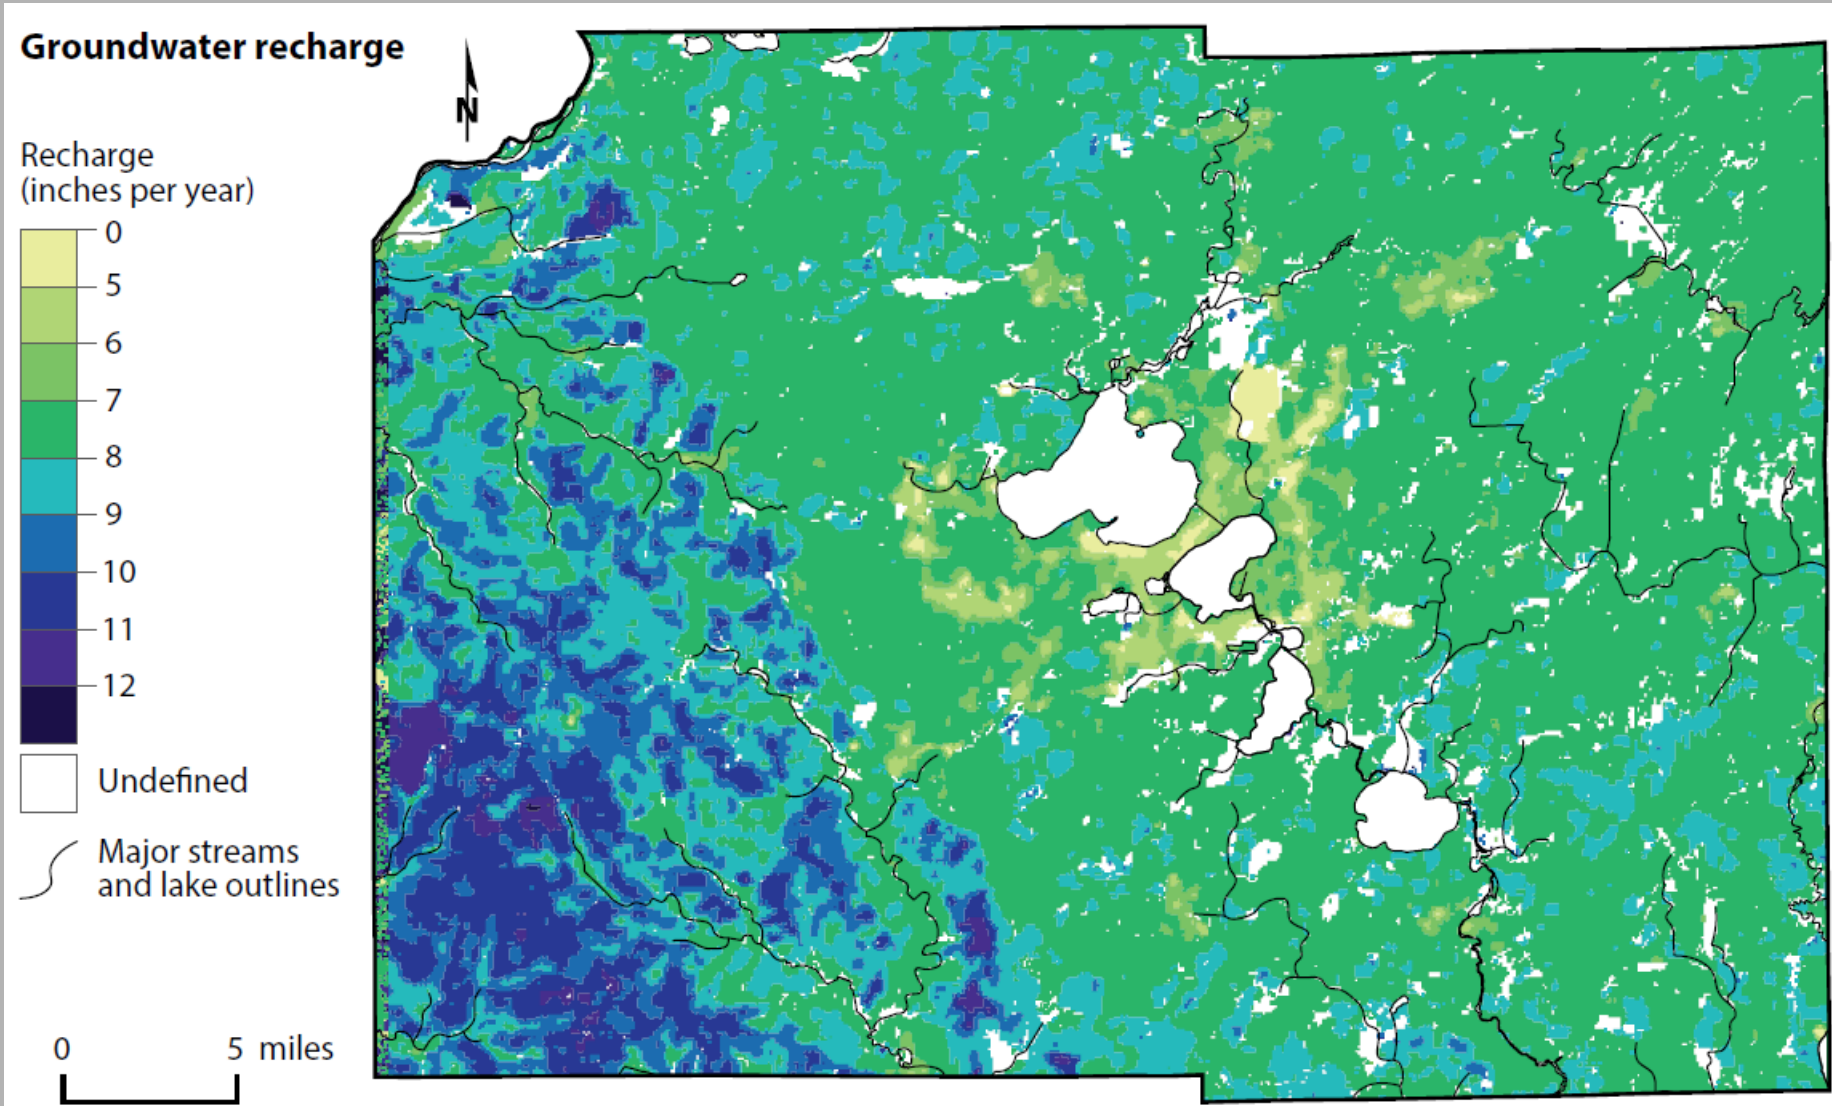 Groundwater recharge
N
Recharge
(inches per year)
0
5
6
7
8
9
10
11
12
Undefined
Major streams
and lake outlines
0 5 miles